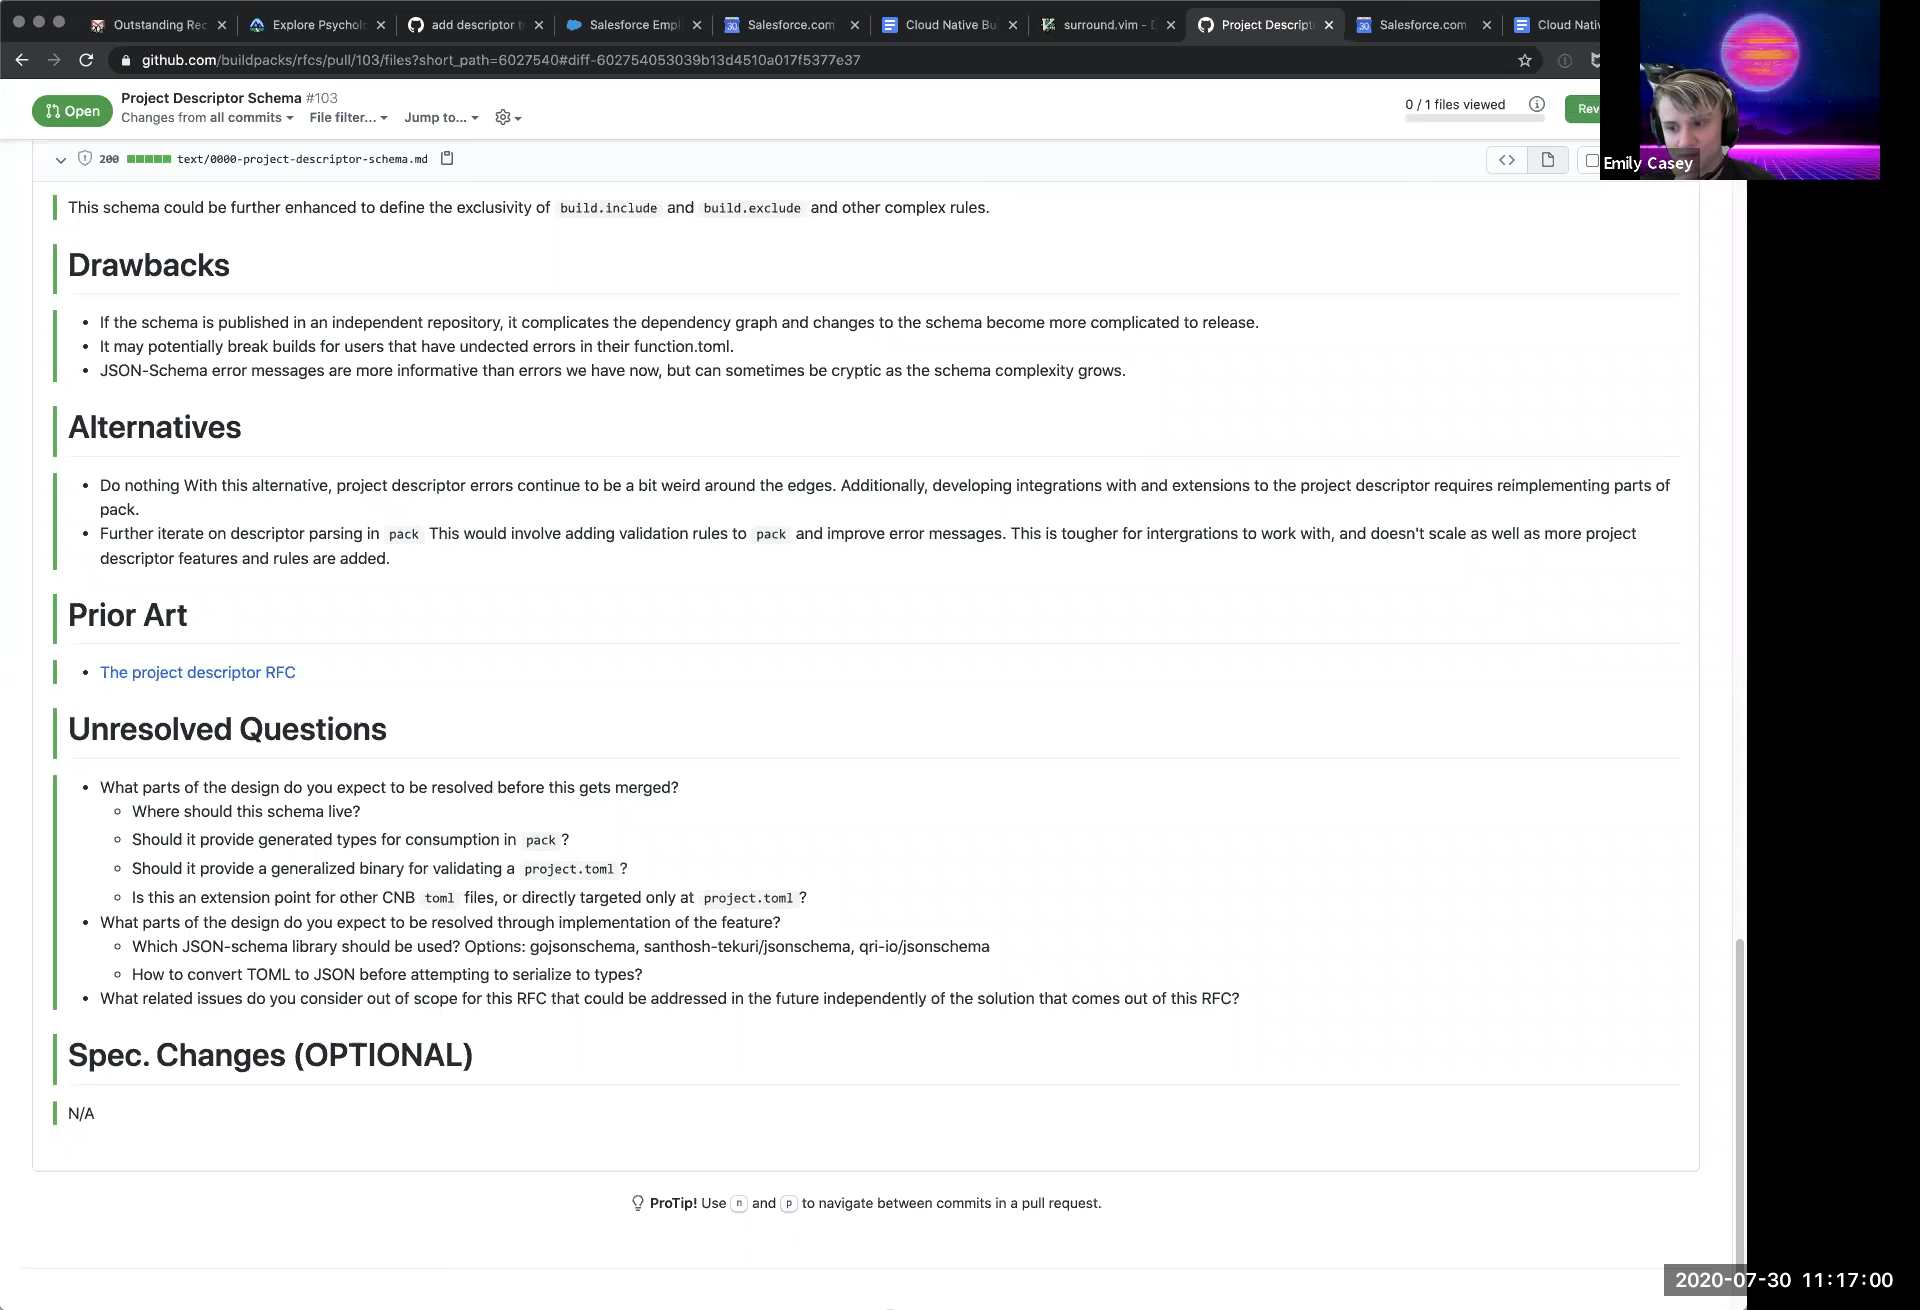 Outstanding Rec
Explore Psychol
add descriptor t
Salesforce Empl
Salesforce.com
Cloud Native Bu
surround.vim - D
Project Descript
Salesforce.com
Cloud Nati
github.com/buildpacks/rfcs/pull/103/files?short_path=6027540#diff-602754053039b13d4510a017f5377e37
Open
Project Descriptor Schema #103
Changes from all commits File filter... Jump to...
0 / 1 files viewed
Rev
Emily Casey
200 text/0000-project-descriptor-schema.md
This schema could be further enhanced to define the exclusivity of build.include and build.exclude and other complex rules.
Drawbacks
• If the schema is published in an independent repository, it complicates the dependency graph and changes to the schema become more complicated to release.
• It may potentially break builds for users that have undected errors in their function.toml.
• JSON-Schema error messages are more informative than errors we have now, but can sometimes be cryptic as the schema complexity grows.
Alternatives
• Do nothing With this alternative, project descriptor errors continue to be a bit weird around the edges. Additionally, developing integrations with and extensions to the project descriptor requires reimplementing parts of
pack.
• Further iterate on descriptor parsing in pack This would involve adding validation rules to pack and improve error messages. This is tougher for intergrations to work with, and doesn't scale as well as more project
descriptor features and rules are added.
Prior Art
• The project descriptor RFC
Unresolved Questions
• What parts of the design do you expect to be resolved before this gets merged?
◦ Where should this schema live?
◦ Should it provide generated types for consumption in pack ?
◦ Should it provide a generalized binary for validating a project.toml ?
◦ Is this an extension point for other CNB toml files, or directly targeted only at project.toml ?
• What parts of the design do you expect to be resolved through implementation of the feature?
◦ Which JSON-schema library should be used? Options: gojsonschema, santhosh-tekuri/jsonschema, qri-io/jsonschema
◦ How to convert TOML to JSON before attempting to serialize to types?
• What related issues do you consider out of scope for this RFC that could be addressed in the future independently of the solution that comes out of this RFC?
Spec. Changes (OPTIONAL)
N/A
ProTip! Use n and p to navigate between commits in a pull request.
2020-07-30 11:17:00